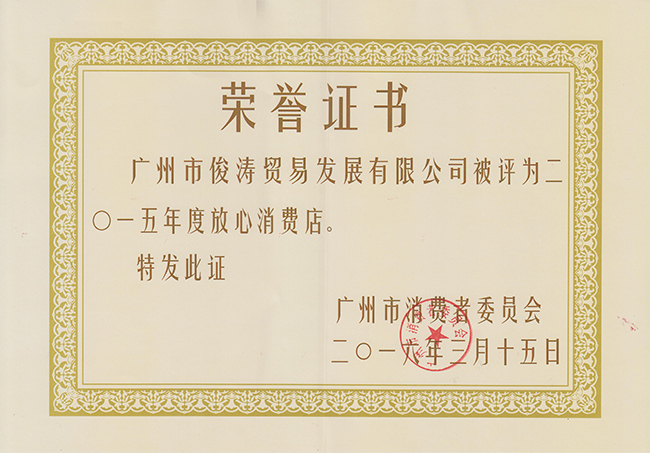 荣誉证书
广州市俊涛贸易发展有限公司被评为二
〇一五年度放心消费店。
特发此证
广州市消费者委员会
二〇一六年三月十五日